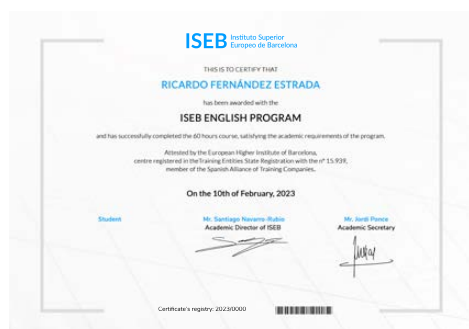 ISEB Instituto Superior
Europeo de Barcelona
THIS IS TO CERTIFY THAT
RICARDO FERNÁNDEZ ESTRADA
has been awarded with the
ISEB ENGLISH PROGRAM
and has successfully completed the 60 hours course, satisfying the academic requirements of the program.
Attested by the European Higher Institute of Barcelona,
centre registered in the Training Entities State Registration with the nº 15.939,
member of the Spanish Alliance of Training Companies.
On the 10th of February, 2023
Student
Mr. Santiago Navarro-Rubio
Academic Director of ISEB
Mr. Jordi Ponce
Academic Secretary
Certificate's registry: 2023/0000